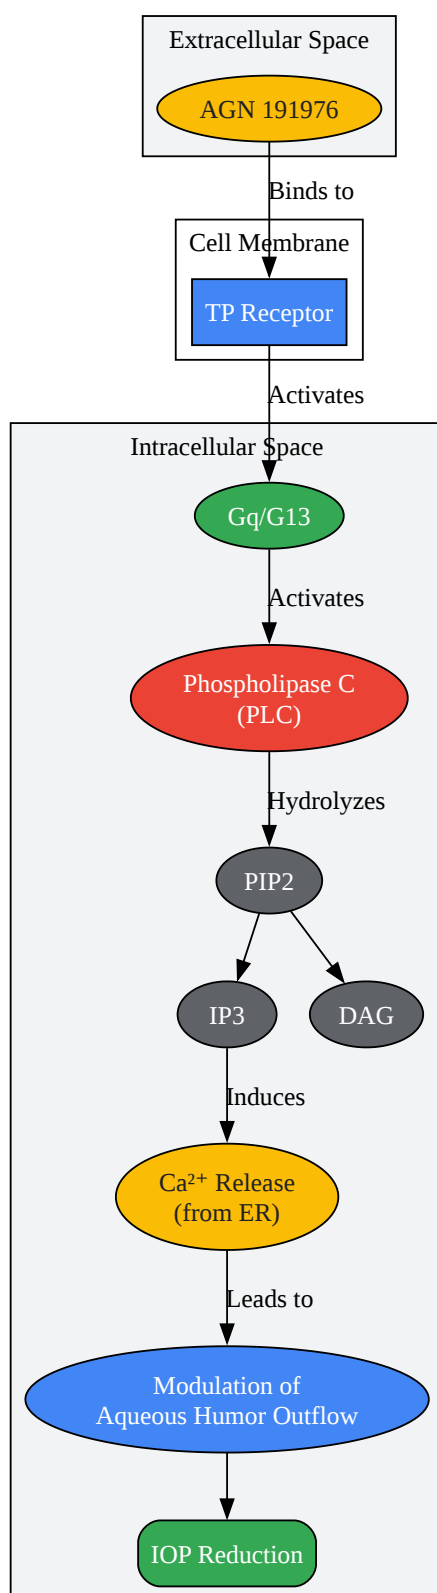 Extracellular Space
AGN 191976
Binds to
Cell Membrane
TP Receptor
Activates
Intracellular Space
Gq/G13
Activates
Phospholipase C
(PLC)
Hydrolyzes
PIP2
IP3
DAG
Induces
Ca²⁺ Release
(from ER)
Leads to
Modulation of
Aqueous Humor Outflow
IOP Reduction